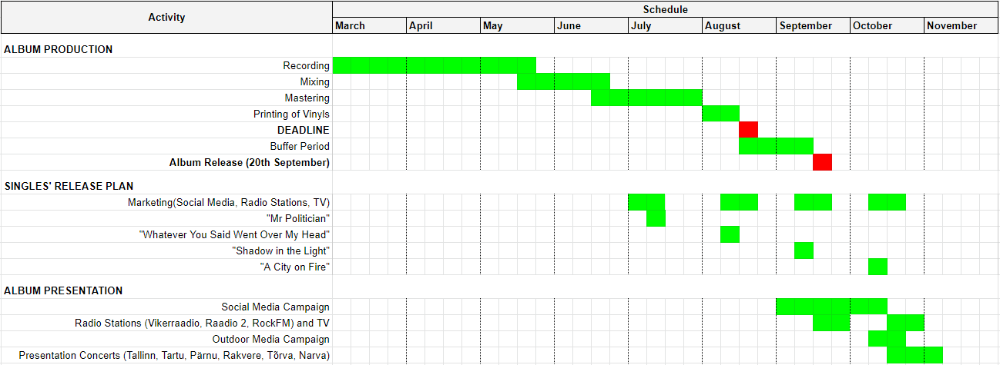 Activity
Schedule
March April May June July August September October November
ALBUM PRODUCTION
Recording
Mixing
Mastering
Printing of Vinyls
DEADLINE
Buffer Period
Album Release (20th September)
SINGLES' RELEASE PLAN
Marketing(Social Media, Radio Stations, TV)
"Mr Politician"
"Whatever You Said Went Over My Head"
"Shadow in the Light"
"A City on Fire"
ALBUM PRESENTATION
Social Media Campaign
Radio Stations (Vikerraadio, Raadio 2, RockFM) and TV
Outdoor Media Campaign
Presentation Concerts (Tallinn, Tartu, Pärnu, Rakvere, Tõrva, Narva)